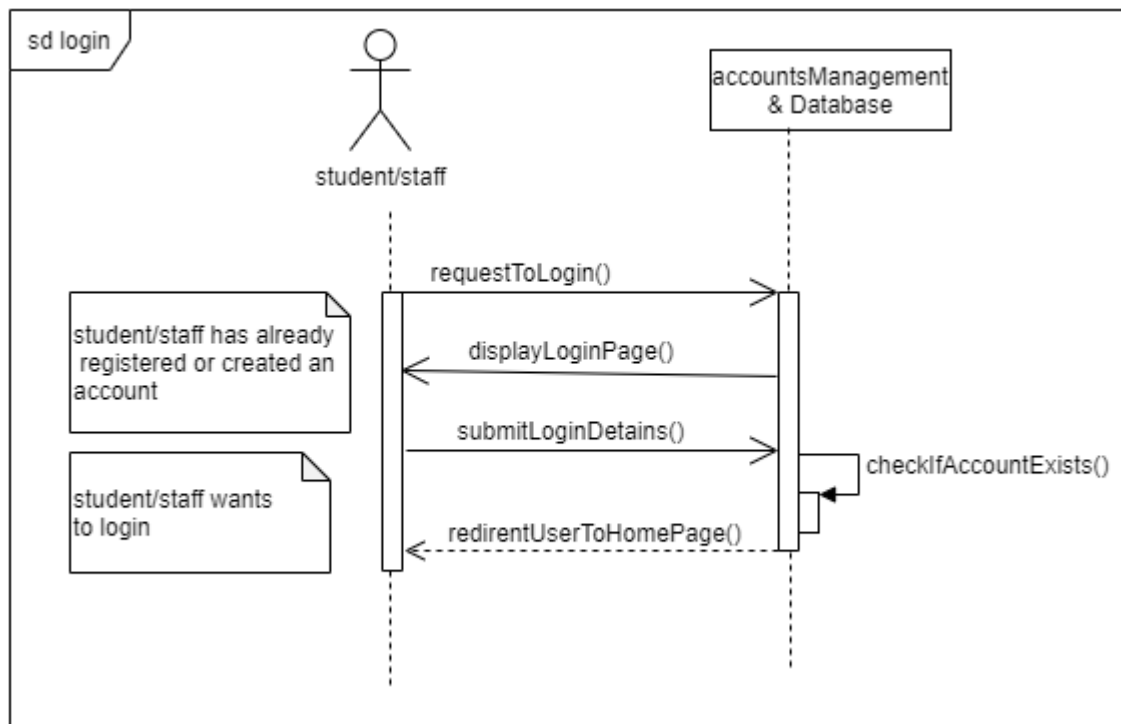 sd login
accountsManagement
& Database
student/staff
requestToLogin()
student/staff has already
registered or created an
account
displayLoginPage()
submitLoginDetains()
checkIfAccountExists()
student/staff wants
to login
redirentUserToHomePage()